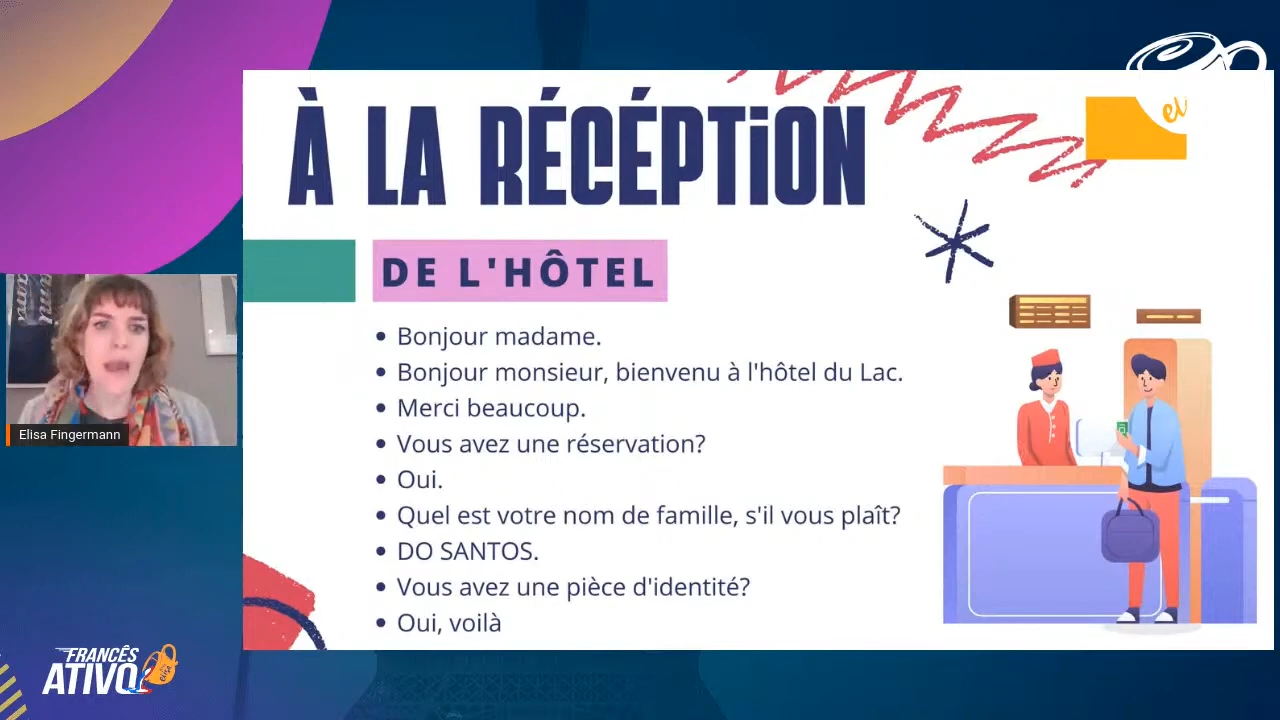 À LA RÉCÉPTiON
el
DE L'HÔTEL
Bonjour madame.
Bonjour monsieur, bienvenu à l'hôtel du Lac.
Merci beaucoup.
Vous avez une réservation?
Oui.
Quel est votre nom de famille, s'il vous plaît?
DO SANTOS.
Vous avez une pièce d'identité?
Oui, voilà
Elisa Fingermann
FRANCÊS
ATIVO